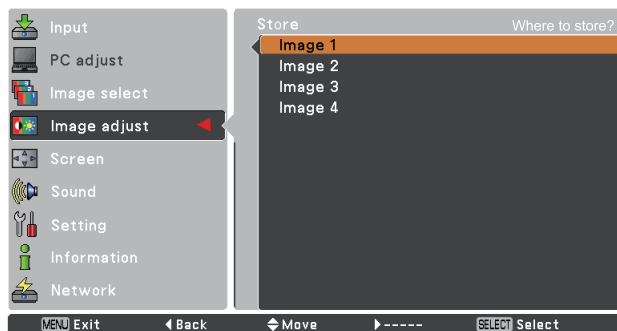 Input
PC adjust
Image select
Image adjust
Screen
Sound
Setting
Information
Network
Store Where to store?
Image 1
Image 2
Image 3
Image 4
MENU Exit Back Move ----- SELECT Select